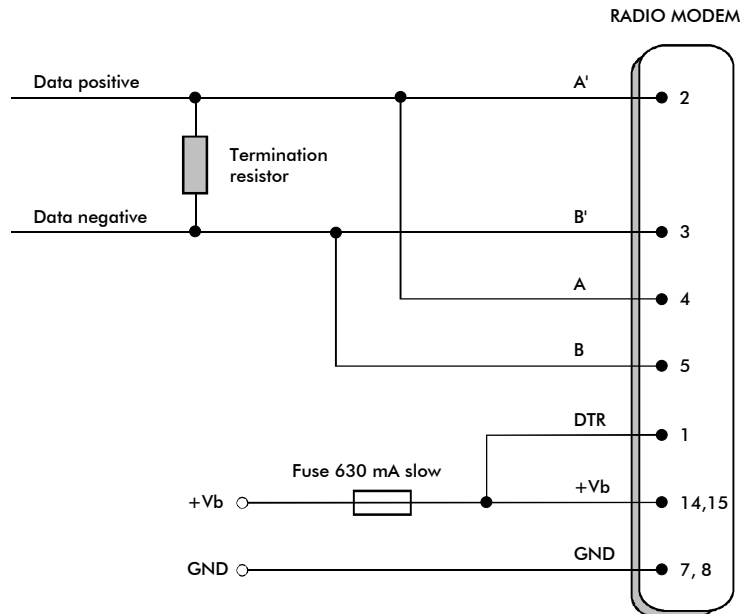 RADIO MODEM
Data positive
A'
2
Termination
resistor
Data negative
B'
3
A
4
B
5
DTR
1
Fuse 630 mA slow
+Vb
+Vb
14,15
GND
GND
7, 8